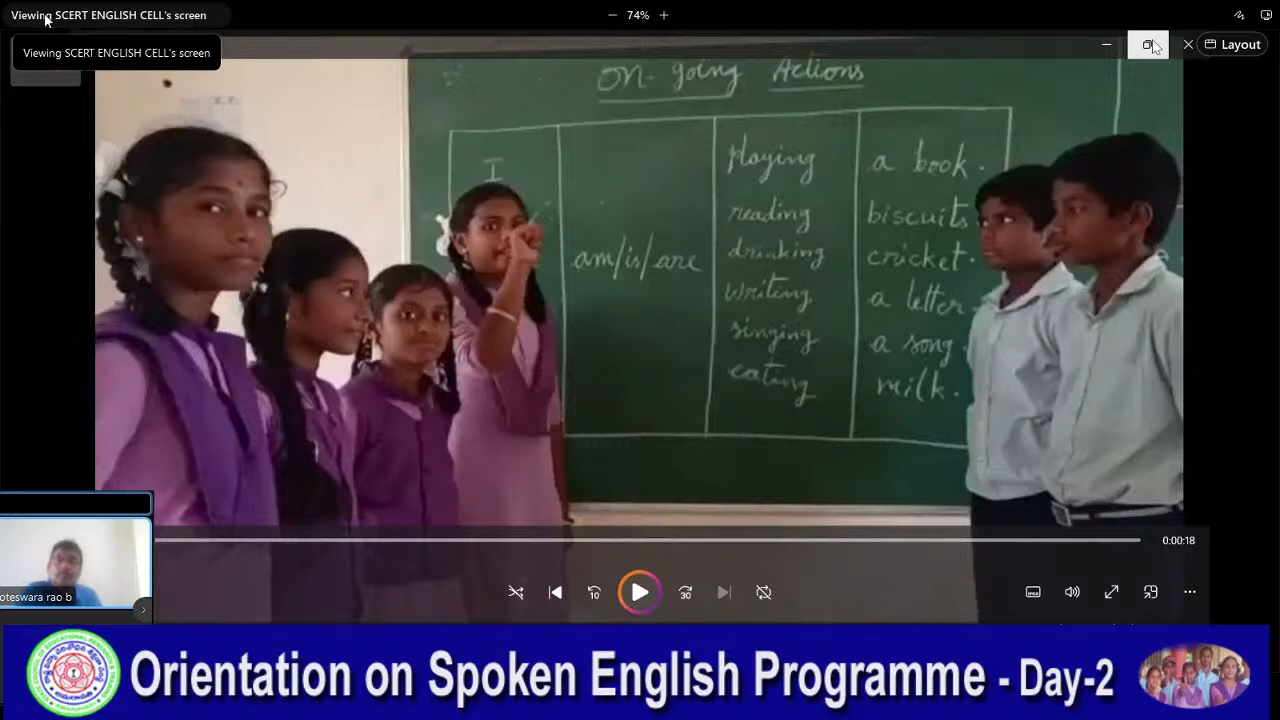 Viewing SCERT ENGLISH CELL's screen
74%
Viewing SCERT ENGLISH CELL's screen
Layout
On-going Actions
I
am/is/are
playing
reading
drinking
writing
singing
eating
a book.
biscuits
cricket.
a letter
a song.
milk.
oteswara rao b
0:00:18
10
30
Orientation on Spoken English Programme - Day-2